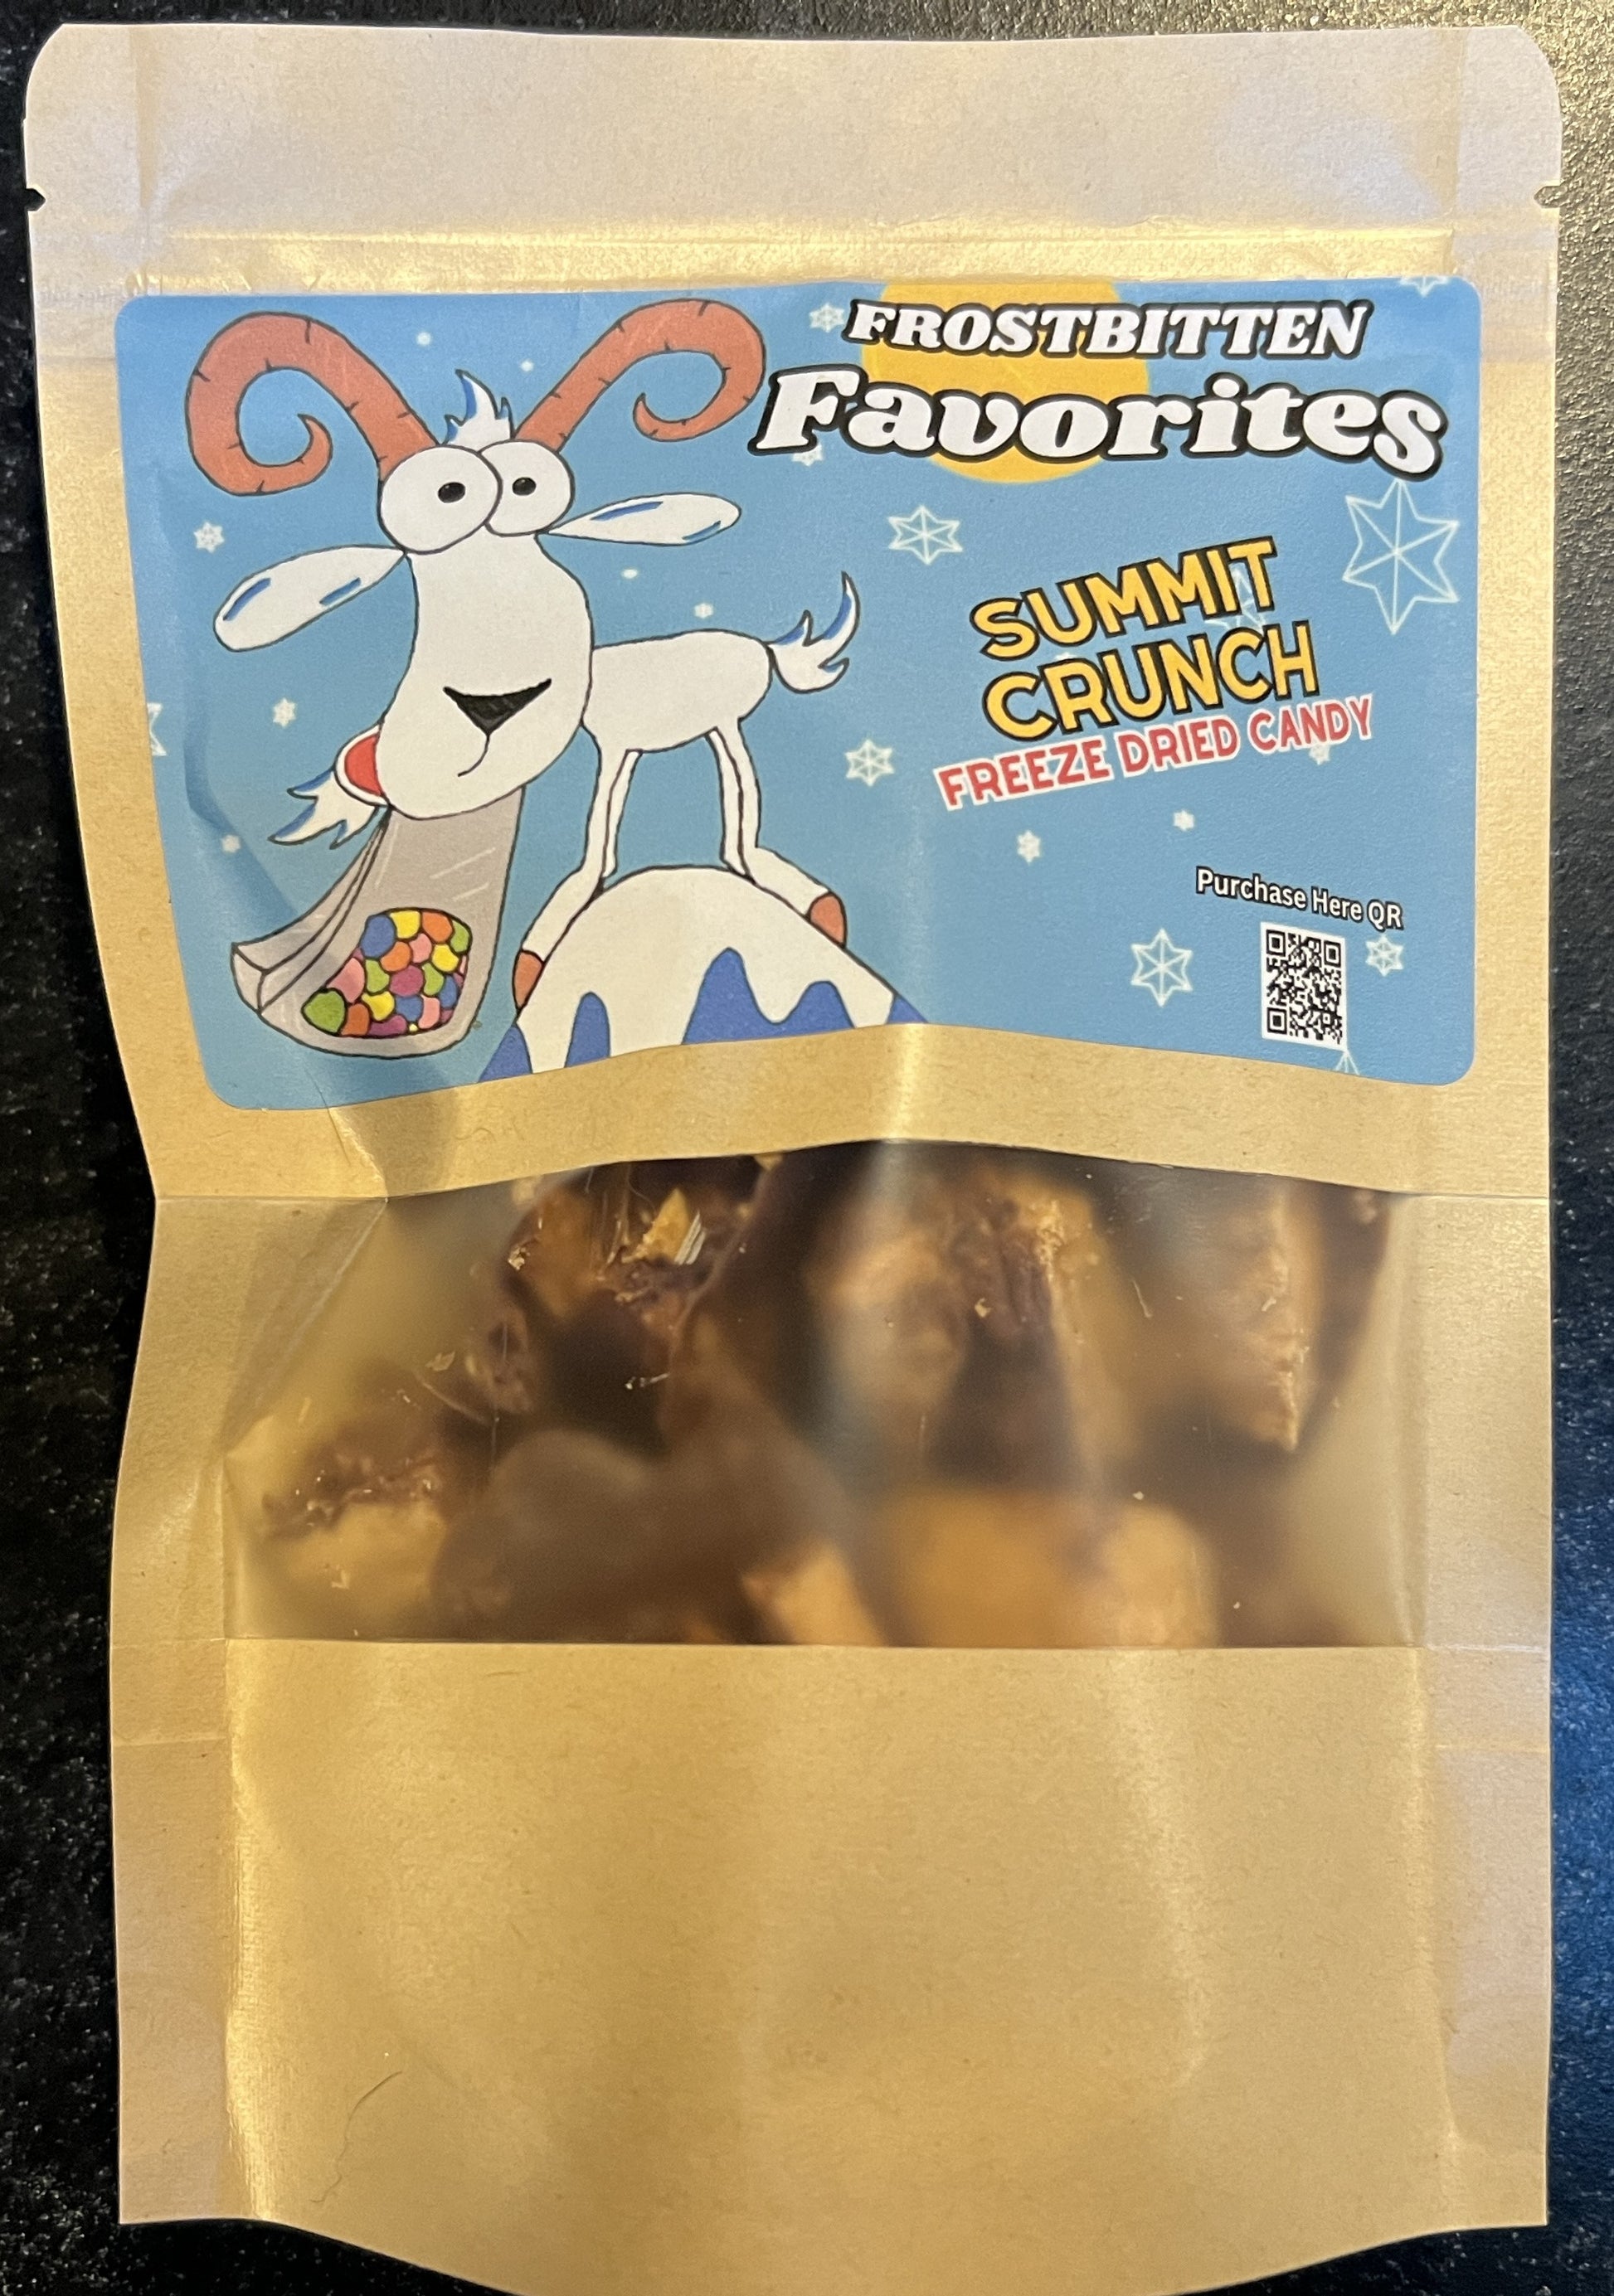 FROSTBITTEN
Favorites
SUMMIT
CRUNCH
FREEZE DRIED CANDY
Purchase Here QR